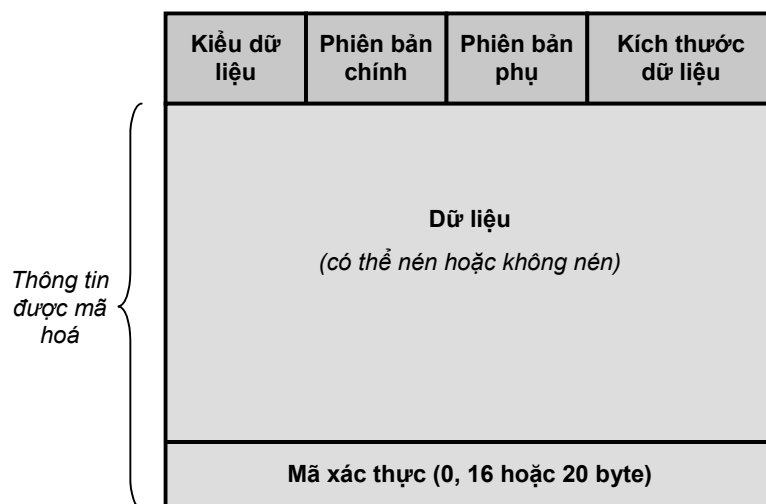 Kiểu dữ liệu
Phiên bản chính
Phiên bản phụ
Kích thước dữ liệu
Dữ liệu
(có thể nén hoặc không nén)
Thông tin
được mã
hoá
Mã xác thực (0, 16 hoặc 20 byte)